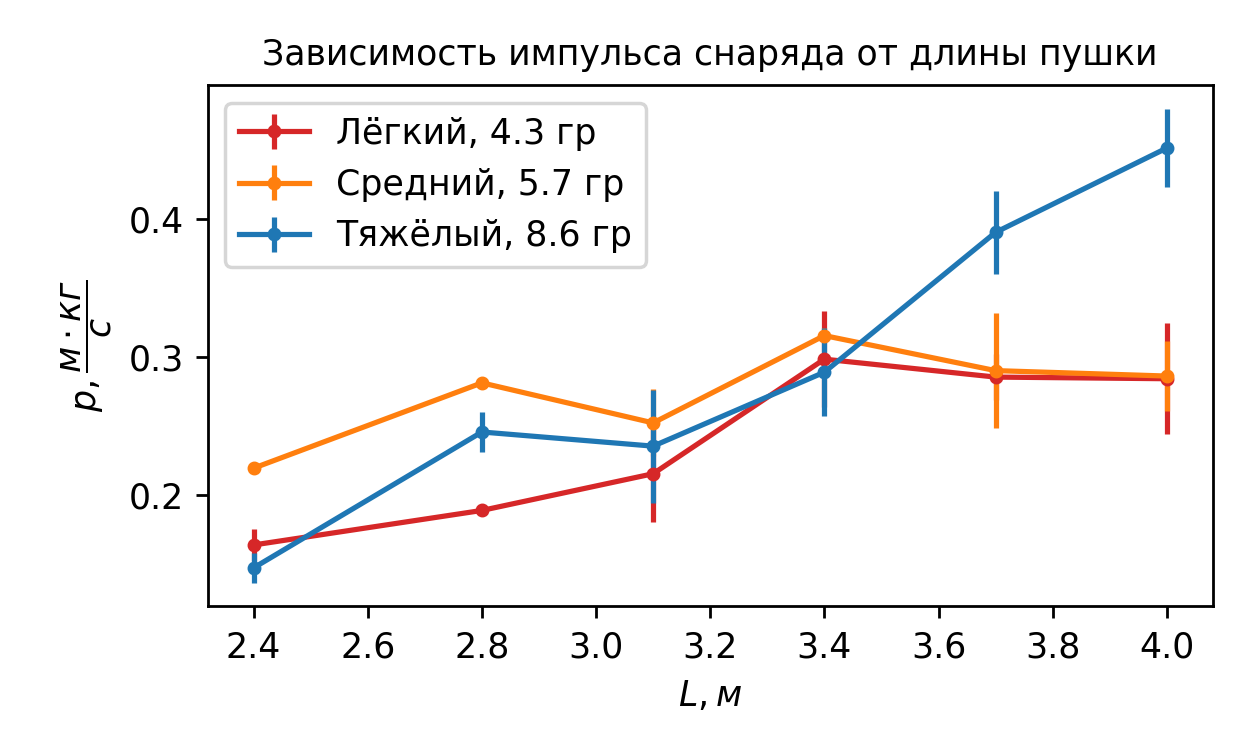 Зависимость импульса снаряда от длины пушки
Лёгкий, 4.3 гр
Средний, 5.7 гр
Тяжёлый, 8.6 гр
0.4
0.3
0.2
p, м · кг / с
2.4 2.6 2.8 3.0 3.2 3.4 3.6 3.8 4.0
L, м